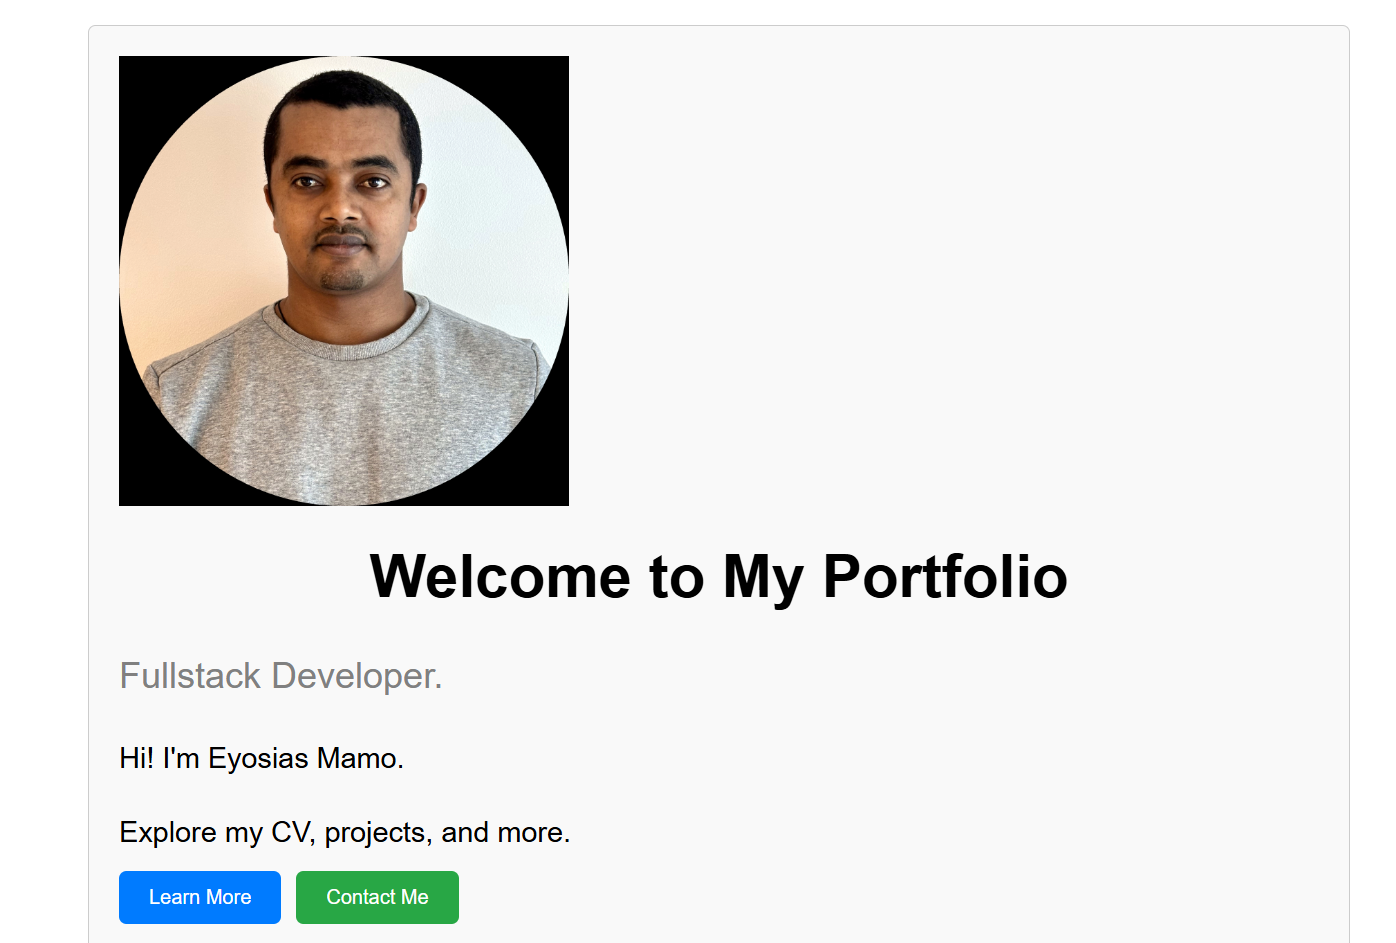 Welcome to My Portfolio
Fullstack Developer.
Hi! I'm Eyosias Mamo.
Explore my CV, projects, and more.
Learn More
Contact Me